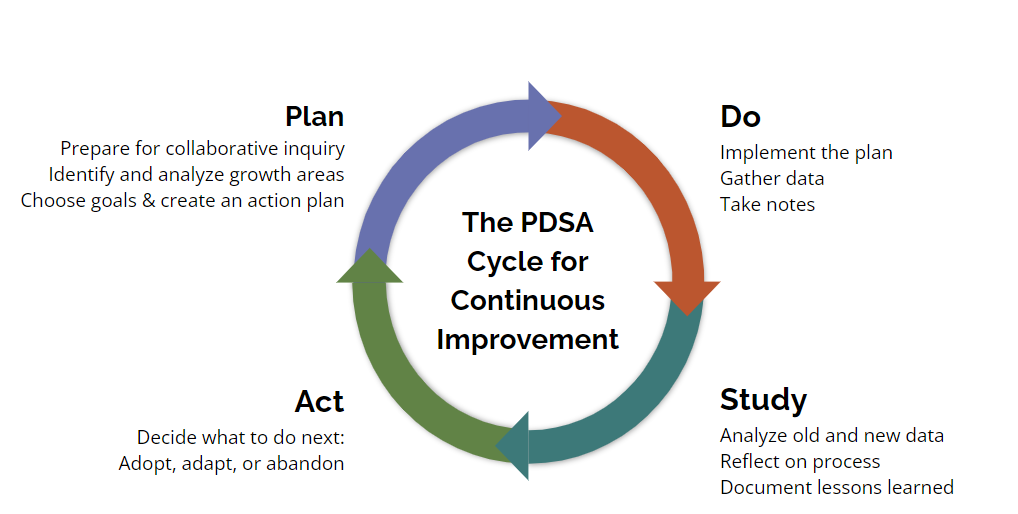 Plan
Prepare for collaborative inquiry
Identify and analyze growth areas
Choose goals & create an action plan
Do
Implement the plan
Gather data
Take notes
The PDSA
Cycle for
Continuous
Improvement
Study
Analyze old and new data
Reflect on process
Document lessons learned
Act
Decide what to do next:
Adopt, adapt, or abandon